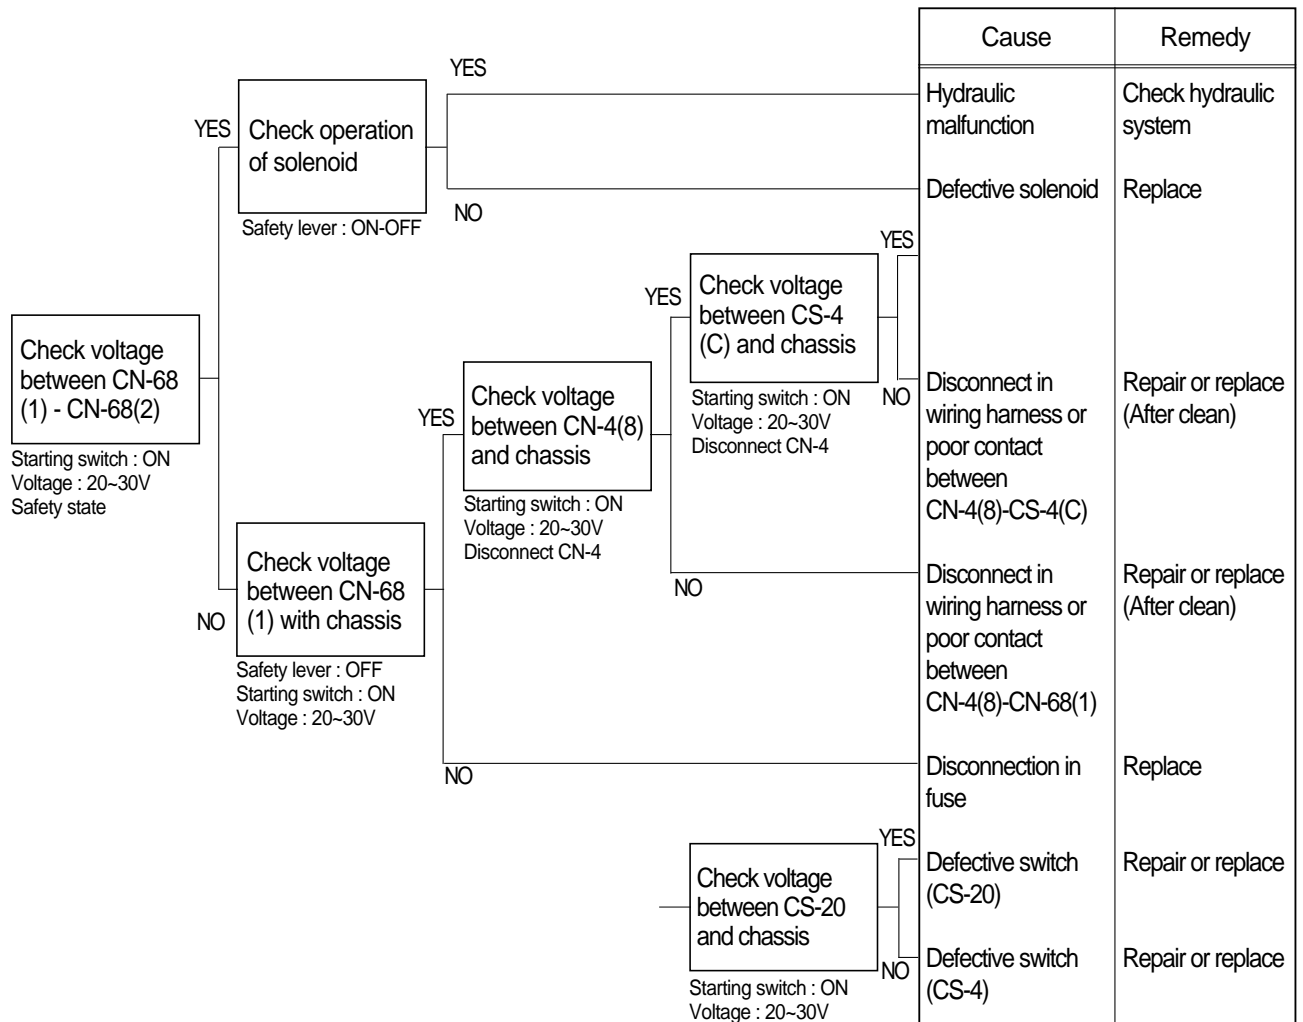 Cause
Remedy
YES
Hydraulic
malfunction
Check hydraulic
system
YES
Check operation
of solenoid
Defective solenoid
Replace
NO
Safety lever : ON-OFF
YES
Check voltage
between CS-4
(C) and chassis
YES
Check voltage
between CN-68
(1) - CN-68(2)
Starting switch : ON
Voltage : 20~30V
Safety state
Check voltage
between CN-4(8)
and chassis
YES
Starting switch : ON
Voltage : 20~30V
Disconnect CN-4
NO
Disconnect in
wiring harness or
poor contact
between
CN-4(8)-CS-4(C)
Repair or replace
(After clean)
Starting switch : ON
Voltage : 20~30V
Disconnect CN-4
Check voltage
between CN-68
(1) with chassis
NO
Safety lever : OFF
Starting switch : ON
Voltage : 20~30V
NO
Disconnect in
wiring harness or
poor contact
between
CN-4(8)-CN-68(1)
Repair or replace
(After clean)
NO
Disconnection in
fuse
Replace
YES
Check voltage
between CS-20
and chassis
Defective switch
(CS-20)
Repair or replace
NO
Defective switch
(CS-4)
Repair or replace
Starting switch : ON
Voltage : 20~30V